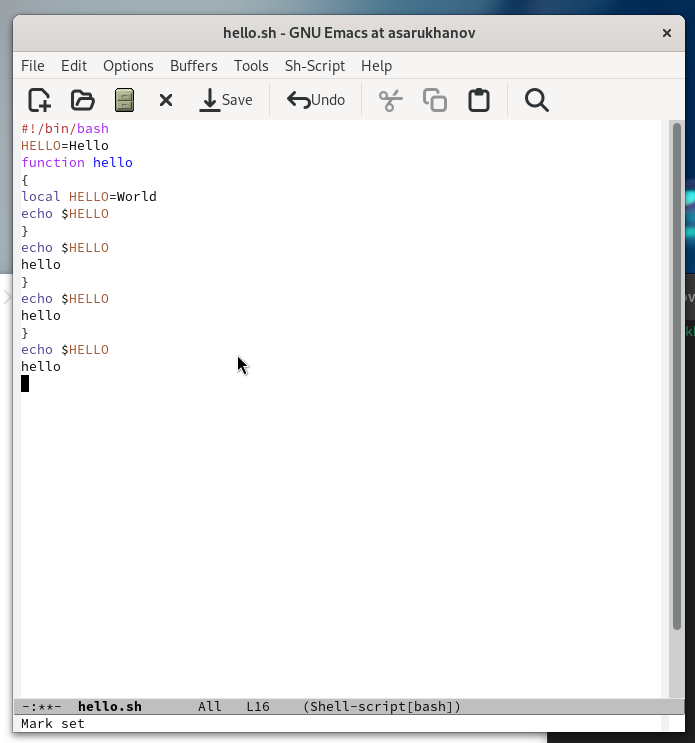 hello.sh - GNU Emacs at asarukhanov
File Edit Options Buffers Tools Sh-Script Help
Save Undo
#!/bin/bash
HELLO=Hello
function hello
{
local HELLO=World
echo $HELLO
}
echo $HELLO
hello
}
echo $HELLO
hello
}
echo $HELLO
hello
-:**- hello.sh All L16 (Shell-script[bash])
Mark set